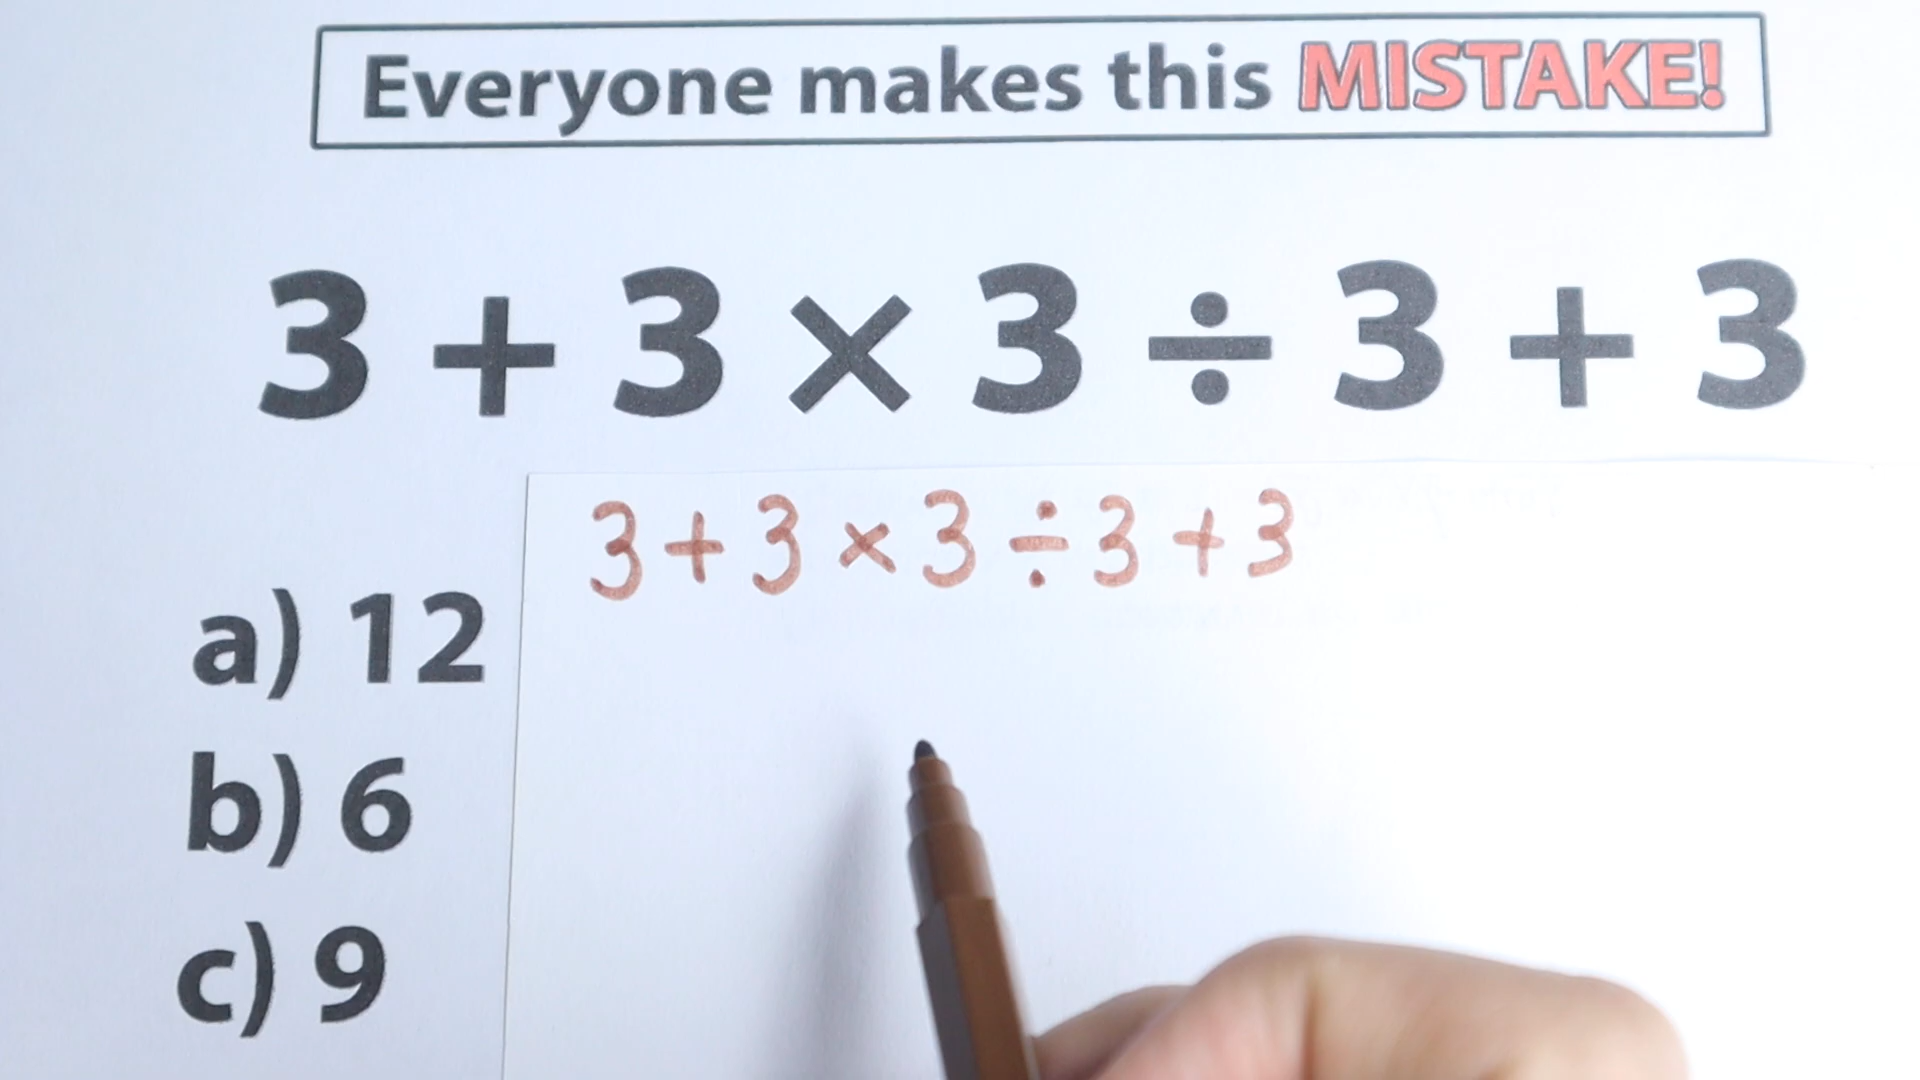 Everyone makes this MISTAKE!
3 + 3 × 3 ÷ 3 + 3
3 + 3 × 3 ÷ 3 + 3
a) 12
b) 6
c) 9